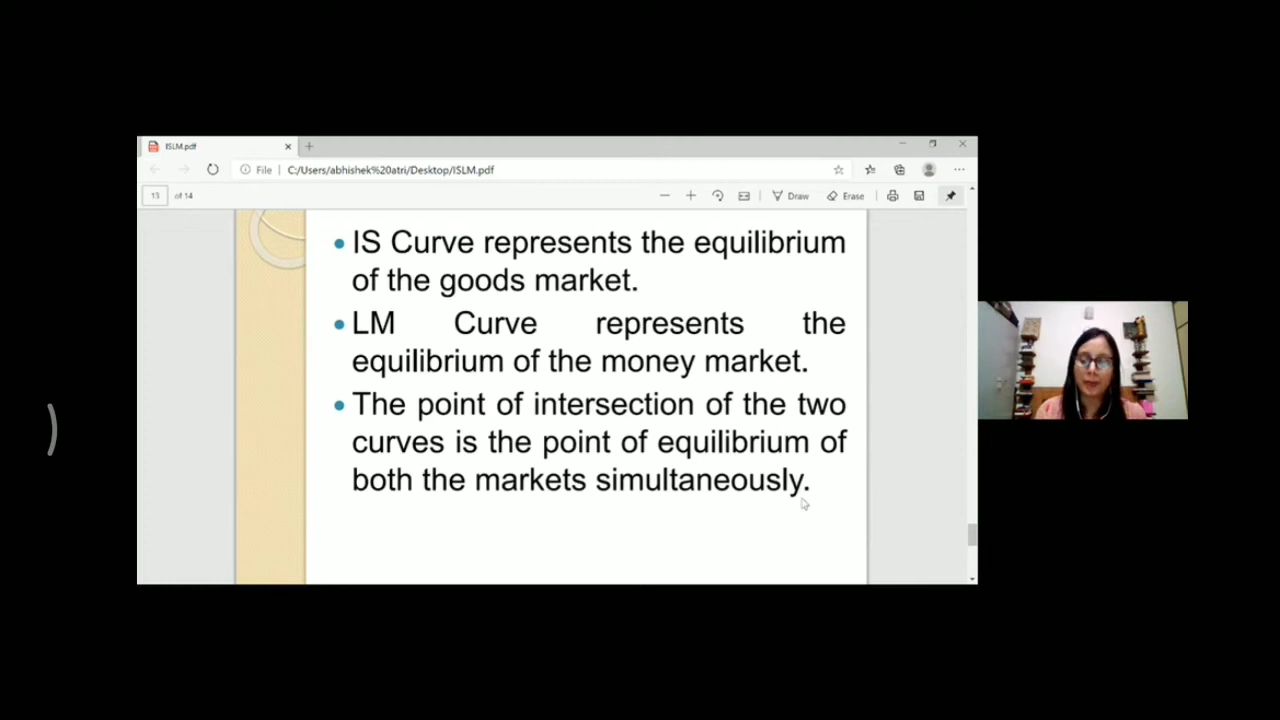 ISLM.pdf
File | C:/Users/abhishek%20atri/Desktop/ISLM.pdf
13 of 14
Draw
Erase
• IS Curve represents the equilibrium
of the goods market.
• LM Curve represents the
equilibrium of the money market.
• The point of intersection of the two
curves is the point of equilibrium of
both the markets simultaneously.